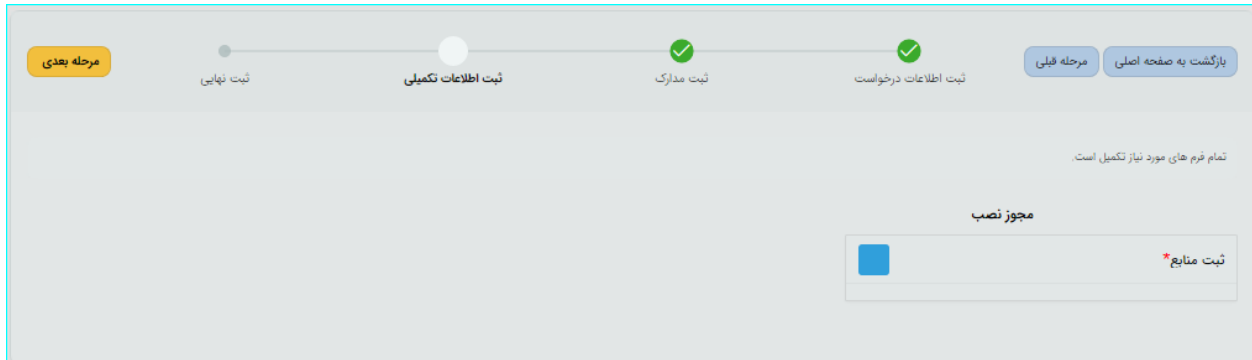 بازگشت به صفحه اصلی
مرحله قبلی
ثبت اطلاعات درخواست
ثبت مدارک
ثبت اطلاعات تکمیلی
ثبت نهایی
مرحله بعدی
تمام فرم های مورد نیاز تکمیل است.
مجوز نصب
ثبت منابع*